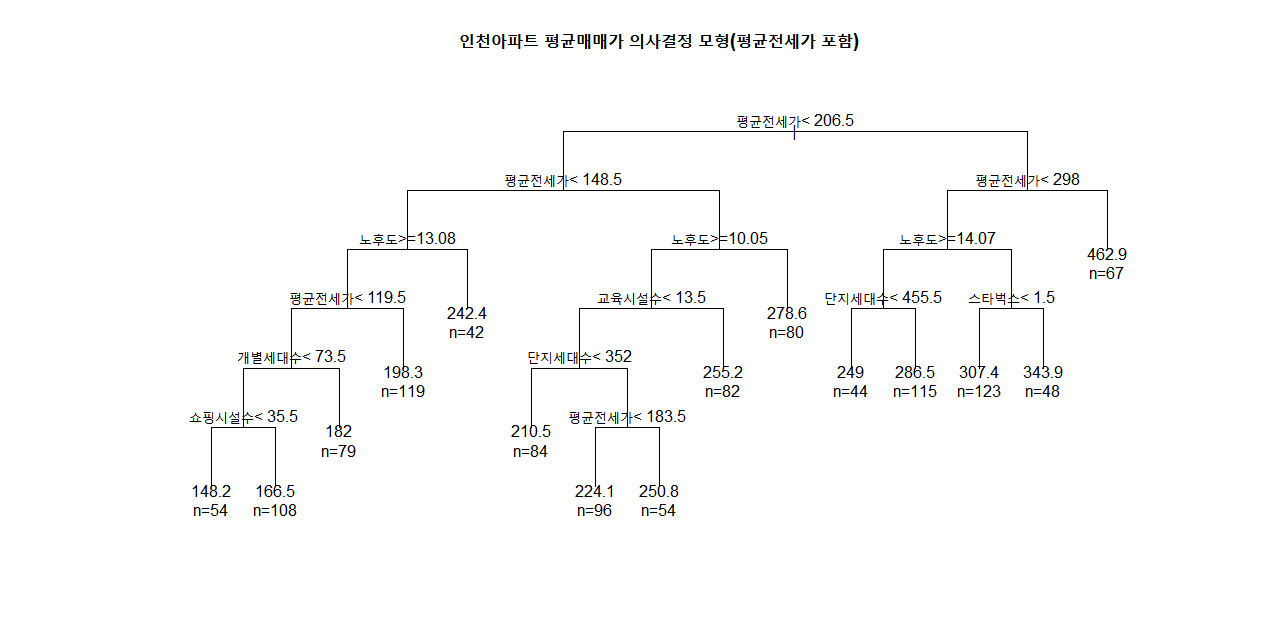 인천아파트 평균매매가 의사결정 모형(평균전세가 포함)
평균전세가< 206.5
평균전세가< 148.5
평균전세가< 298
노후도>=13.08
노후도>=10.05
노후도>=14.07
462.9
n=67
평균전세가< 119.5
242.4
n=42
교육시설수< 13.5
278.6
n=80
단지세대수< 455.5
스타벅스< 1.5
개별세대수< 73.5
198.3
n=119
단지세대수< 352
255.2
n=82
249
n=44
286.5
n=115
307.4
n=123
343.9
n=48
쇼핑시설수< 35.5
182
n=79
210.5
n=84
평균전세가< 183.5
148.2
n=54
166.5
n=108
224.1
n=96
250.8
n=54